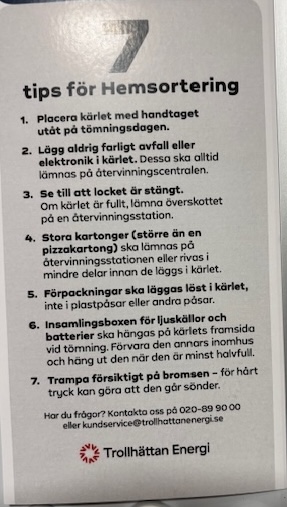 7
tips för Hemsortering
1. Placera kärlet med handtaget
utåt på tömningsdagen.
2. Lägg aldrig farligt avfall eller
elektronik i kärlet. Dessa ska alltid
lämnas på återvinningscentralen.
3. Se till att locket är stängt.
Om kärlet är fullt, lämna överskottet
på en återvinningsstation.
4. Stora kartonger (större än en
pizzakartong) ska lämnas på
återvinningsstationen eller rivas i
mindre delar innan de läggs i kärlet.
5. Förpackningar ska läggas löst i kärlet,
inte i plastpåsar eller andra påsar.
6. Insamlingsboxen för ljuskällor och
batterier ska hängas på kärlets framsida
vid tömning. Förvara den annars inomhus
och häng ut den när den är minst halvfull.
7. Trampa försiktigt på bromsen – för hårt
tryck kan göra att den går sönder.
Har du frågor? Kontakta oss på 020-89 90 00
eller kundservice@trollhattanenergi.se
Trollhättan Energi